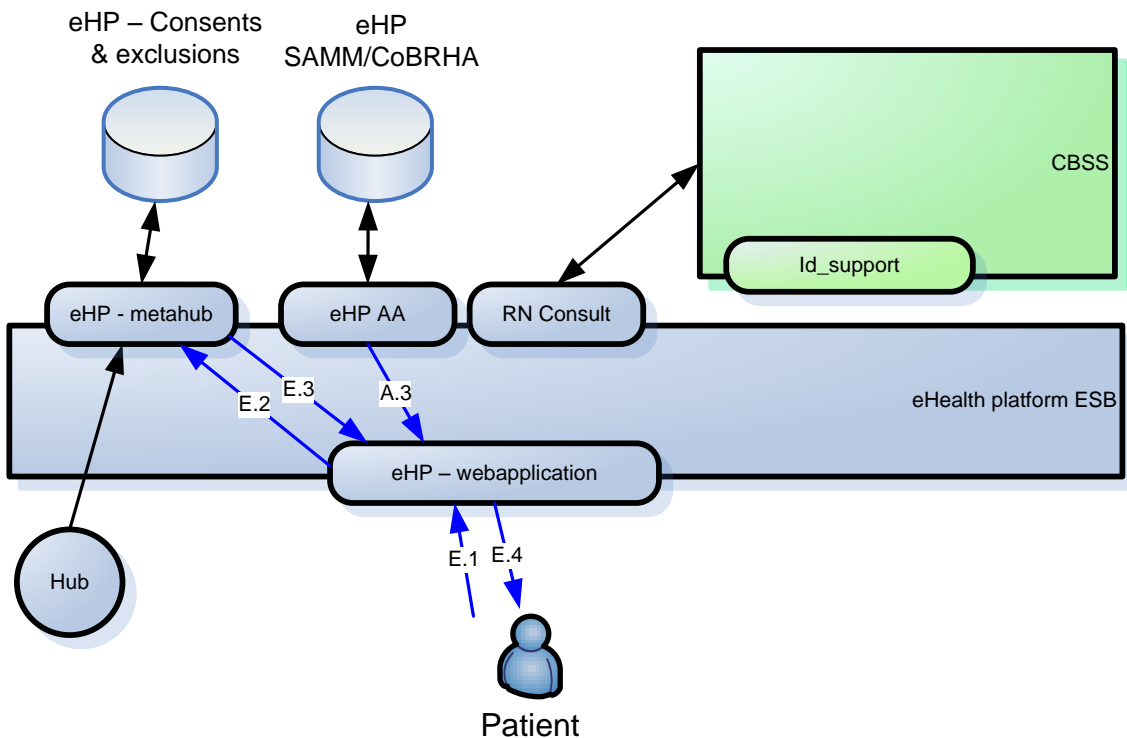 eHP – Consents
& exclusions
eHP
SAMM/CoBRHA
CBSS
Id_support
eHP - metahub
eHP AA
RN Consult
E.3
A.3
E.2
eHealth platform ESB
eHP – webapplication
E.1
E.4
Hub
Patient